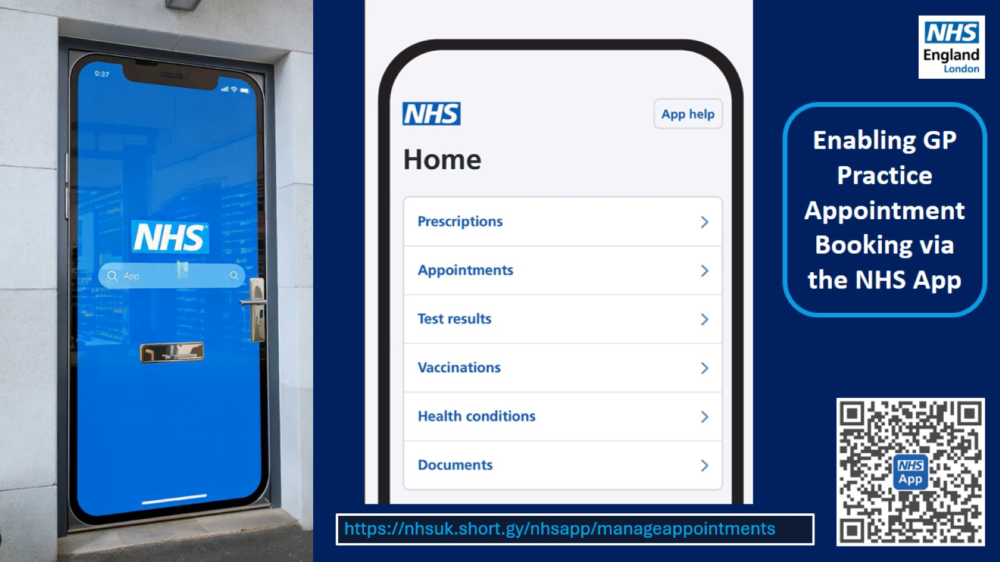 0:27
NHS
App
NHS
App help
Home
Prescriptions
Appointments
Test results
Vaccinations
Health conditions
Documents
https://nhsuk.short.gy/nhsapp/manageappointments
NHS
England
London
Enabling GP
Practice
Appointment
Booking via
the NHS App
NHS
App